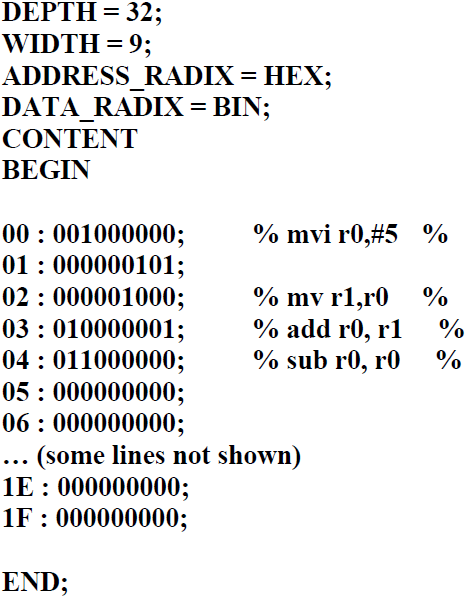 DEPTH = 32;
WIDTH = 9;
ADDRESS_RADIX = HEX;
DATA_RADIX = BIN;
CONTENT
BEGIN
00 : 001000000; % mvi r0,#5 %
01 : 000000101;
02 : 000001000; % mv r1,r0 %
03 : 010000001; % add r0, r1 %
04 : 011000000; % sub r0, r0 %
05 : 000000000;
06 : 000000000;
… (some lines not shown)
1E : 000000000;
1F : 000000000;
END;